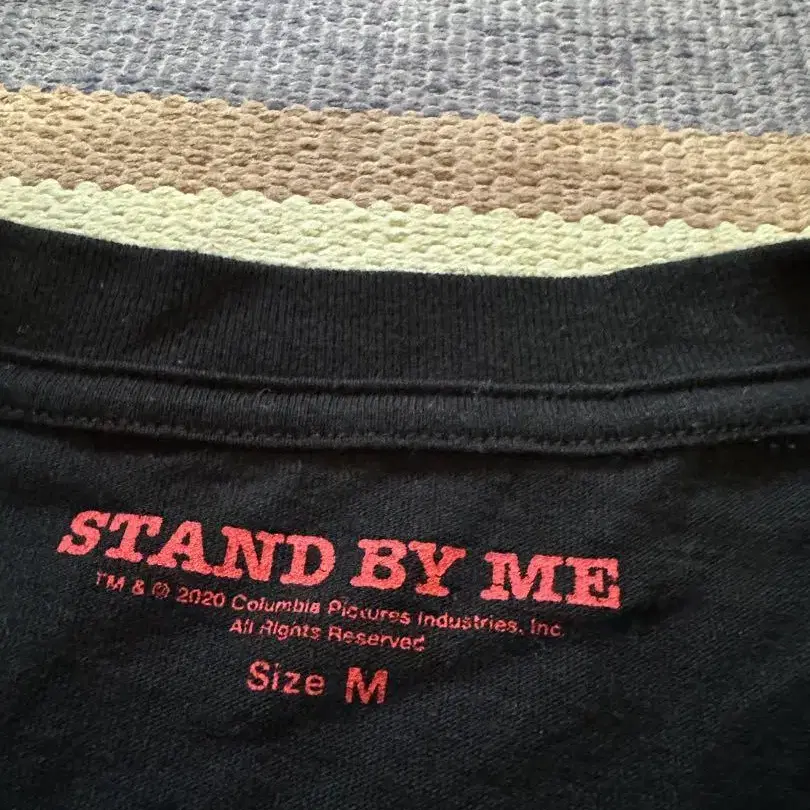 STAND BY ME
TM & © 2020 Columbia Pictures Industries, Inc.
All Rights Reserved
Size M